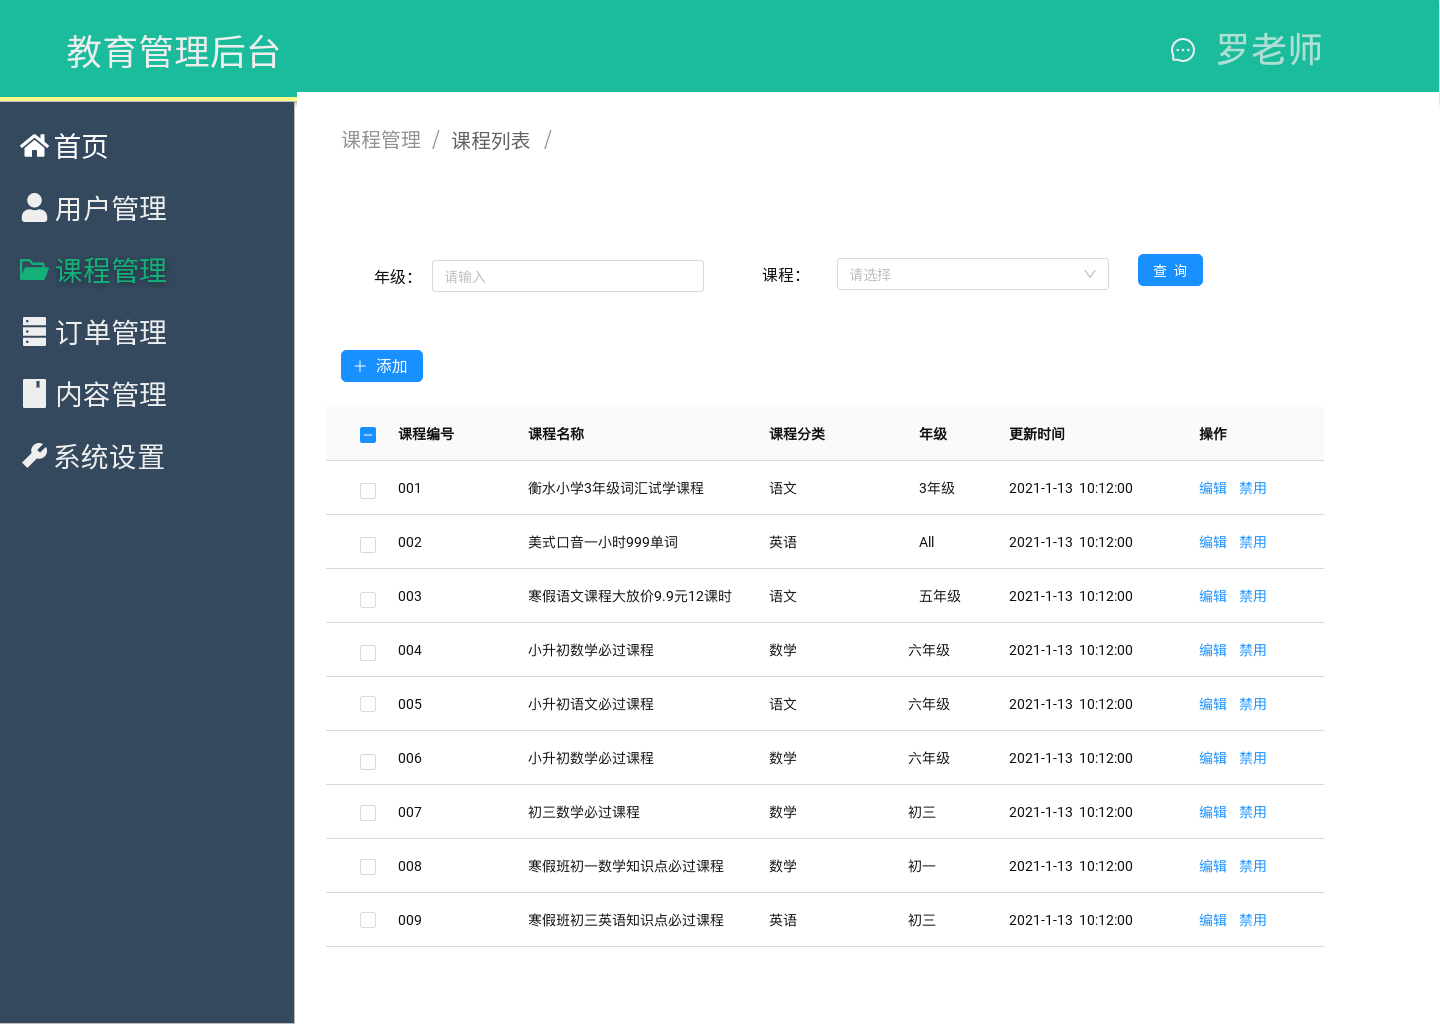 教育管理后台
罗老师
首页
用户管理
课程管理
订单管理
内容管理
系统设置
课程管理 / 课程列表 /
年级： 请输入 课程： 请选择 查 询
添加
课程编号 课程名称 课程分类 年级 更新时间 操作
001 衡水小学3年级词汇试学课程 语文 3年级 2021-1-13 10:12:00 编辑 禁用
002 美式口音一小时999单词 英语 All 2021-1-13 10:12:00 编辑 禁用
003 寒假语文课程大放价9.9元12课时 语文 五年级 2021-1-13 10:12:00 编辑 禁用
004 小升初数学必过课程 数学 六年级 2021-1-13 10:12:00 编辑 禁用
005 小升初语文必过课程 语文 六年级 2021-1-13 10:12:00 编辑 禁用
006 小升初数学必过课程 数学 六年级 2021-1-13 10:12:00 编辑 禁用
007 初三数学必过课程 数学 初三 2021-1-13 10:12:00 编辑 禁用
008 寒假班初一数学知识点必过课程 数学 初一 2021-1-13 10:12:00 编辑 禁用
009 寒假班初三英语知识点必过课程 英语 初三 2021-1-13 10:12:00 编辑 禁用